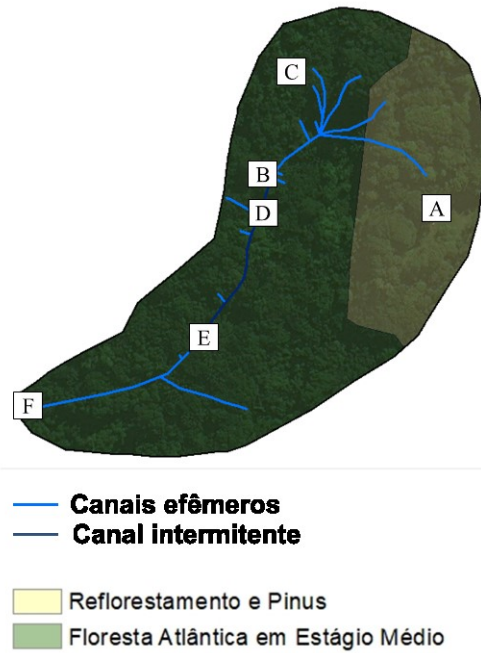 C
B
A
D
E
F
Canais efêmeros
Canal intermitente
Reflorestamento e Pinus
Floresta Atlântica em Estágio Médio